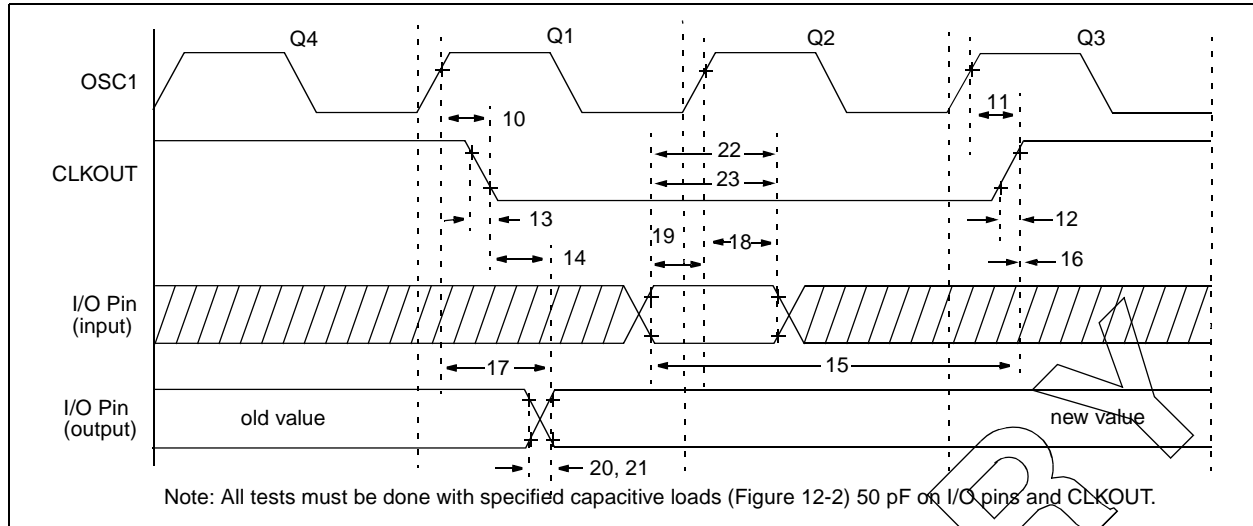 Q4 Q1 Q2 Q3
OSC1
10 11
CLKOUT
22
23
13 12
19 18
14 16
I/O Pin
(input)
17 15
I/O Pin
(output)
old value new value
20, 21
Note: All tests must be done with specified capacitive loads (Figure 12-2) 50 pF on I/O pins and CLKOUT.
R Y